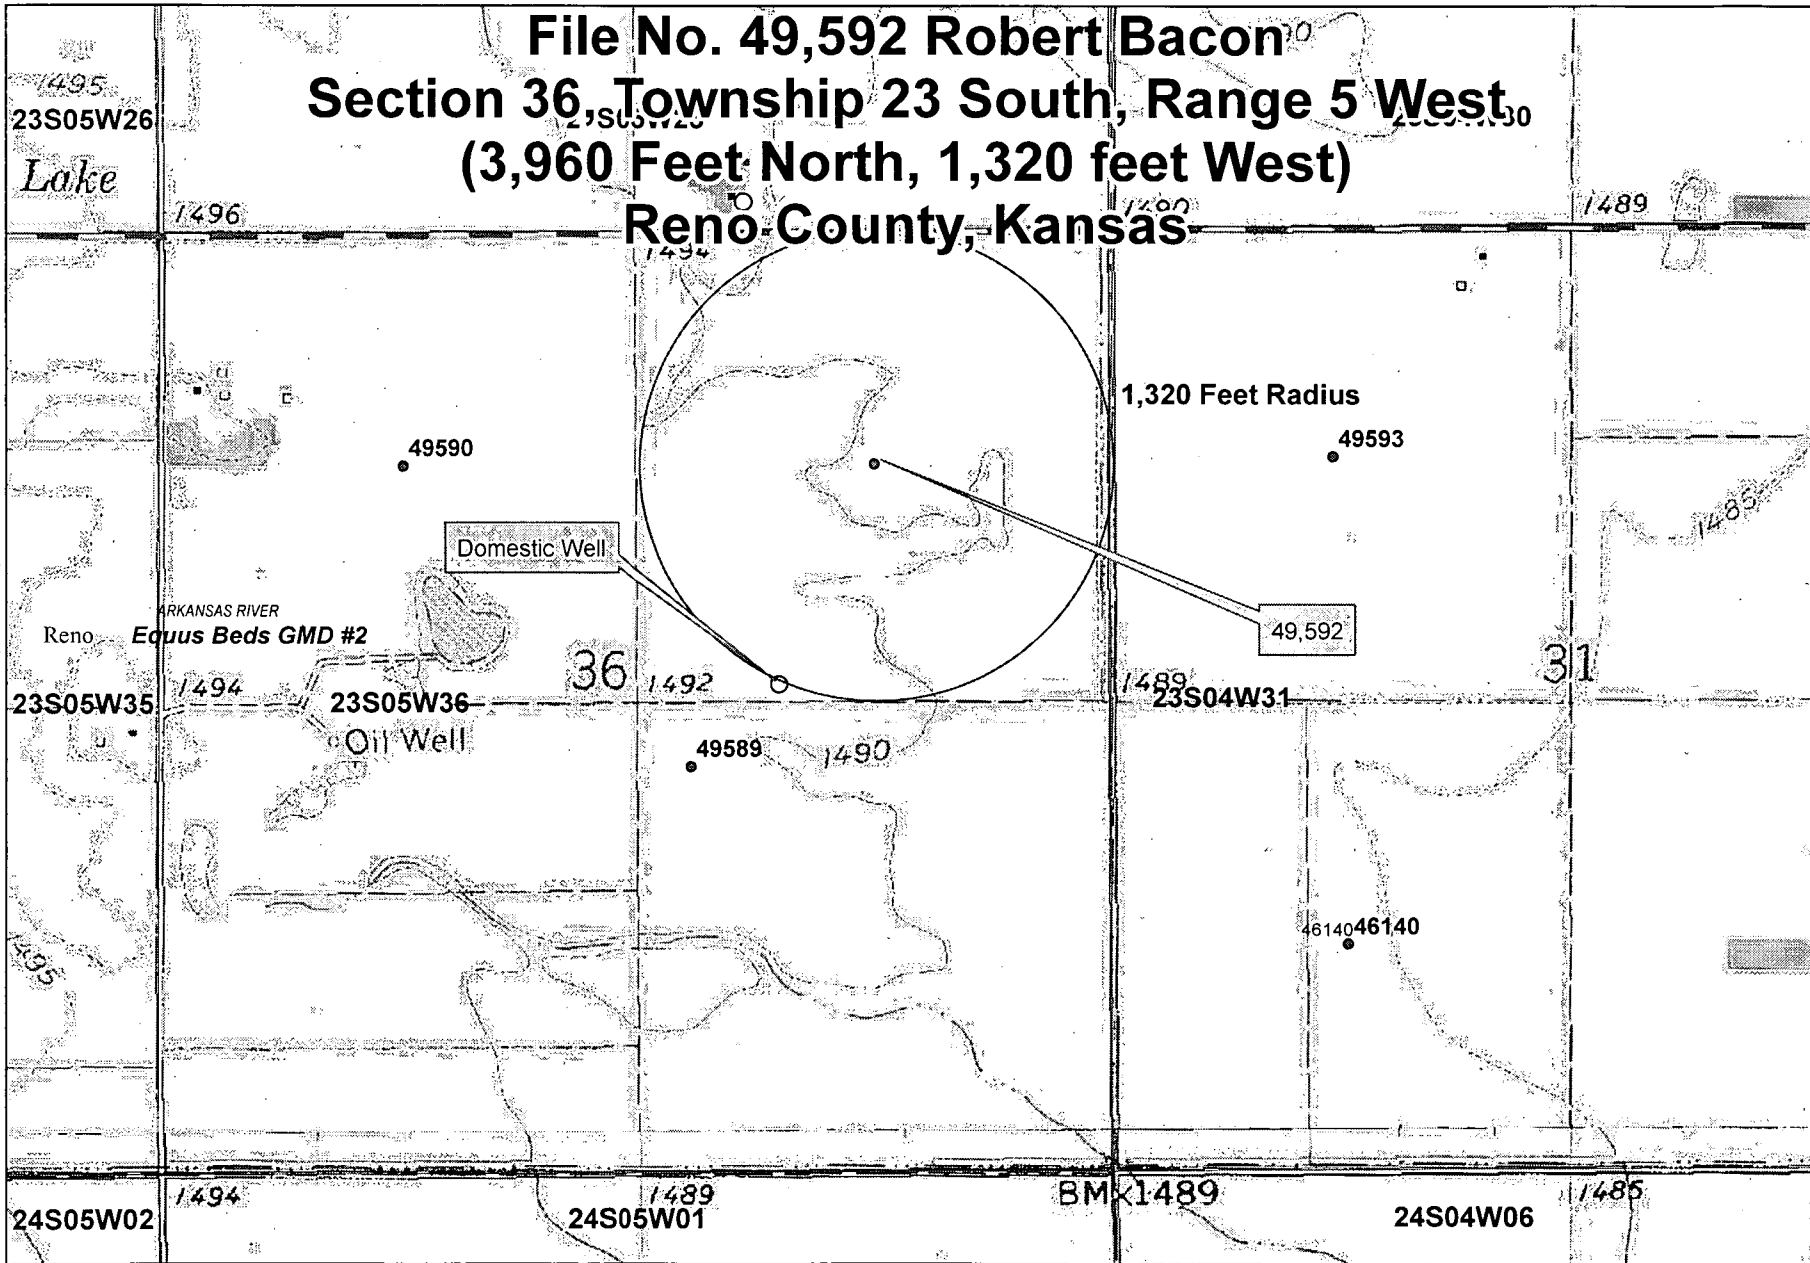 File No. 49,592 Robert Bacon
1495
Section 36, Township 23 South, Range 5 West
23S05W26
Lake
(3,960 Feet North, 1,320 feet West)
1496
1490
1489
Reno County, Kansas
1494
1,320 Feet Radius
49590
49593
1485
Domestic Well
ARKANSAS RIVER
Reno
Equus Beds GMD #2
49,592
36
1492
31
1494
1489
23S05W35
23S05W36
23S04W31
Oil Well
49589
1490
46140
46140
1495
1494
1489
BM×1489
1485
24S05W02
24S05W01
24S04W06